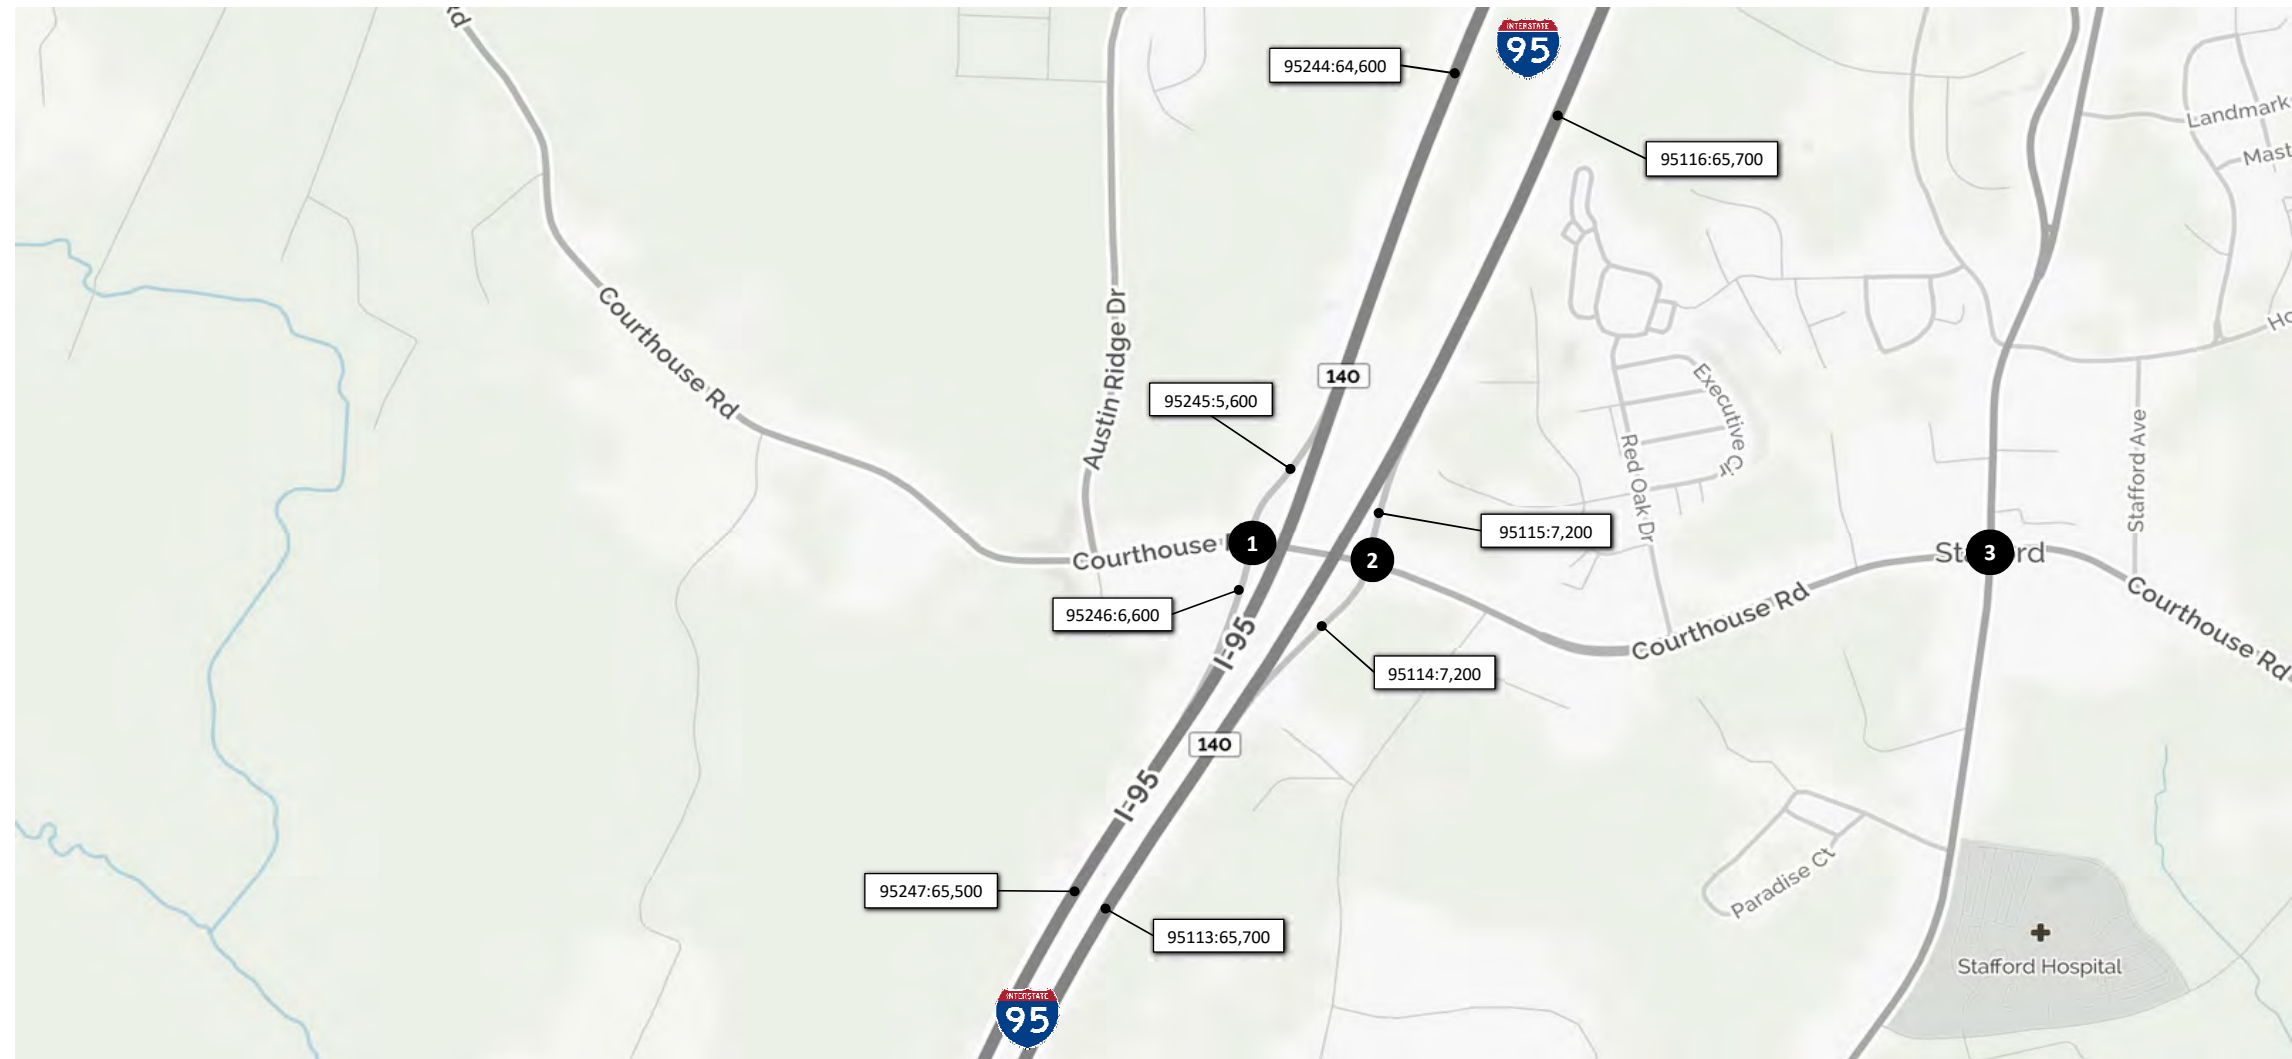 Rd
INTERSTATE
95
95244:64,600
95116:65,700
Landmark
Mast
Courthouse Rd
Austin Ridge Dr
Ho
140
95245:5,600
Executive Cir
Red Oak Dr
Stafford Ave
95115:7,200
Courthouse
1
2
3
St rd
95246:6,600
I-95
Courthouse Rd
Courthouse Rd
95114:7,200
140
I-95
Paradise Ct
95247:65,500
95113:65,700
Stafford Hospital
INTERSTATE
95